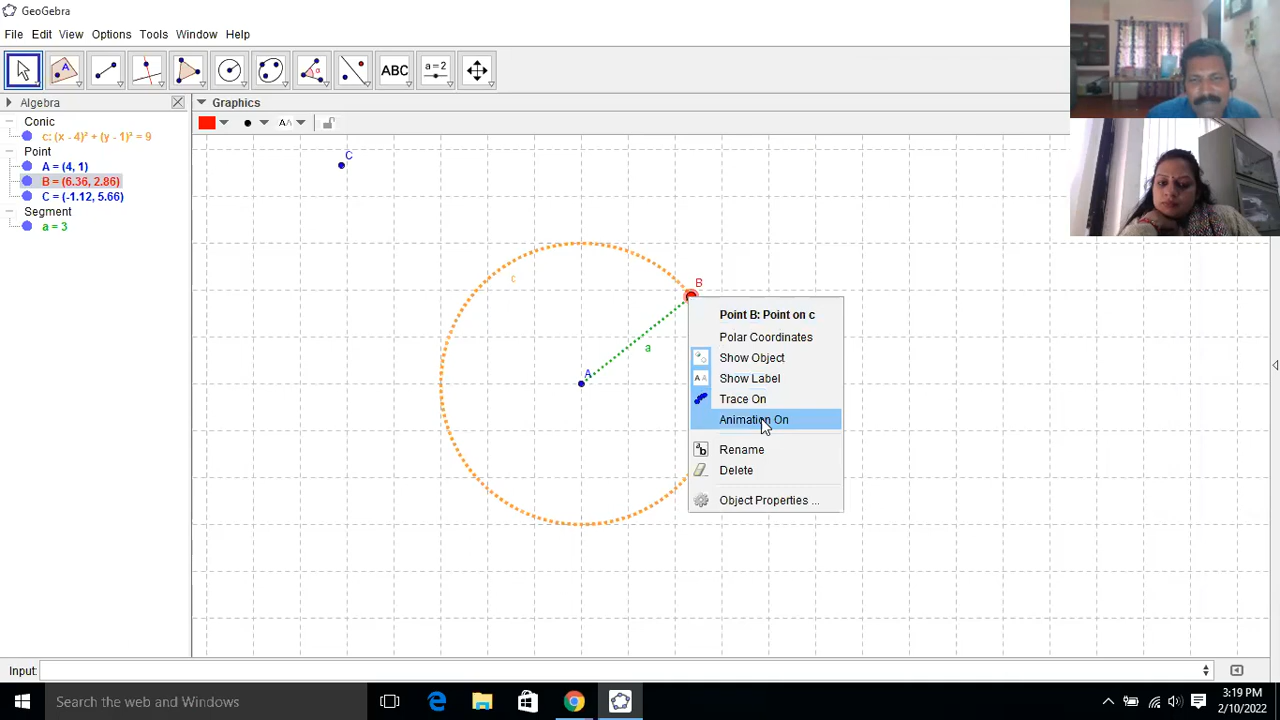 GeoGebra
File Edit View Options Tools Window Help
A α ABC a=2
Algebra
Graphics
Conic
c: (x - 4)² + (y - 1)² = 9
Point
A = (4, 1)
B = (6.36, 2.86)
C = (-1.12, 5.66)
Segment
a = 3
AA
C
c
B
a
A
Point B: Point on c
Polar Coordinates
Show Object
AA Show Label
Trace On
Animation On
ab Rename
Delete
Object Properties ...
Input:
Search the web and Windows
3:19 PM
2/10/2022